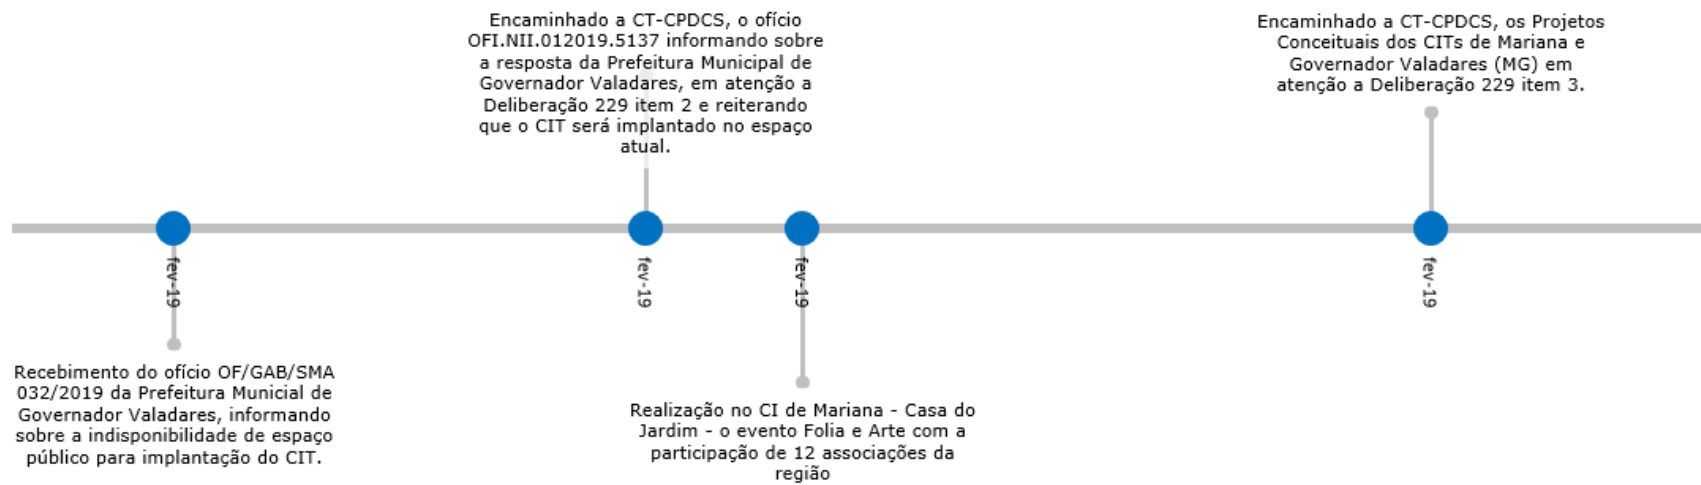 Encaminhado a CT-CPDCS, o ofício
OFI.NII.012019.5137 informando sobre
a resposta da Prefeitura Municipal de
Governador Valadares, em atenção a
Deliberação 229 item 2 e reiterando
que o CIT será implantado no espaço
atual.
Encaminhado a CT-CPDCS, os Projetos
Conceituais dos CITs de Mariana e
Governador Valadares (MG) em
atenção a Deliberação 229 item 3.
fev-19
fev-19
fev-19
fev-19
Recebimento do ofício OF/GAB/SMA
032/2019 da Prefeitura Municial de
Governador Valadares, informando
sobre a indisponibilidade de espaço
público para implantação do CIT.
Realização no CI de Mariana - Casa do
Jardim - o evento Folia e Arte com a
participação de 12 associações da
região